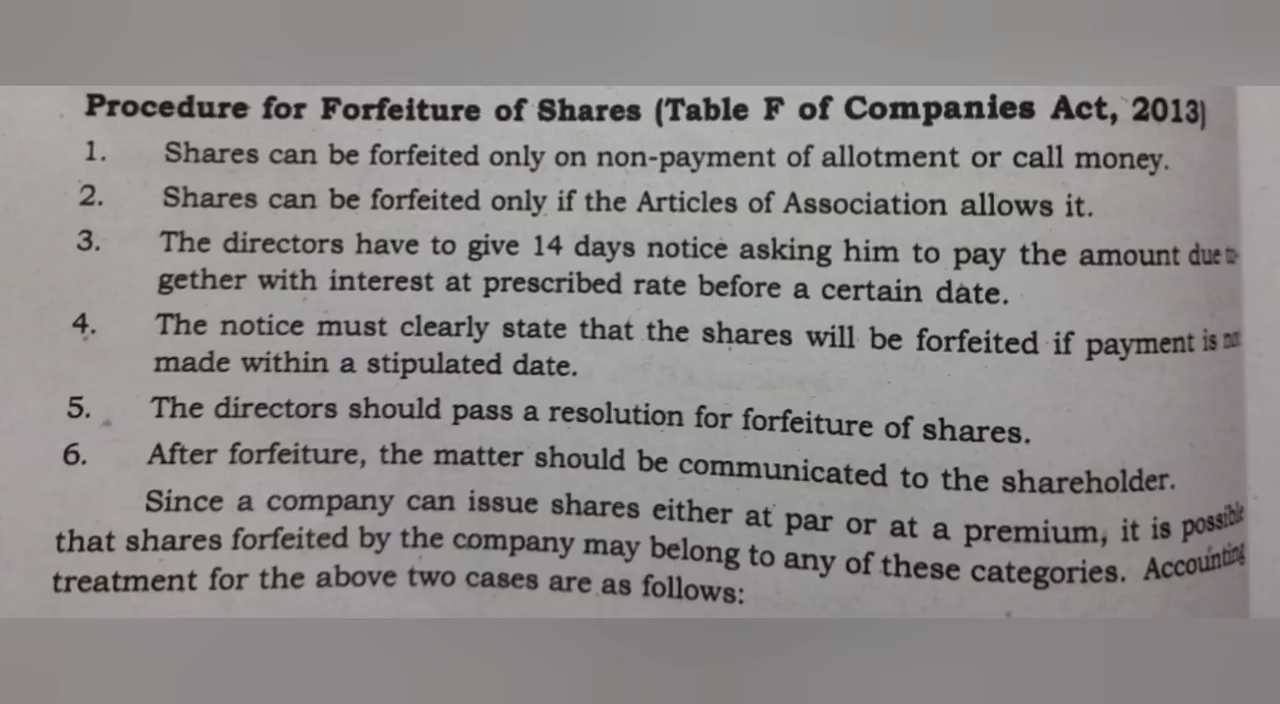 Procedure for Forfeiture of Shares (Table F of Companies Act, 2013)
1. Shares can be forfeited only on non-payment of allotment or call money.
2. Shares can be forfeited only if the Articles of Association allows it.
3. The directors have to give 14 days notice asking him to pay the amount due to-
gether with interest at prescribed rate before a certain date.
4. The notice must clearly state that the shares will be forfeited if payment is not
made within a stipulated date.
5. The directors should pass a resolution for forfeiture of shares.
6. After forfeiture, the matter should be communicated to the shareholder.
Since a company can issue shares either at par or at a premium, it is possible
that shares forfeited by the company may belong to any of these categories. Accounting
treatment for the above two cases are as follows: